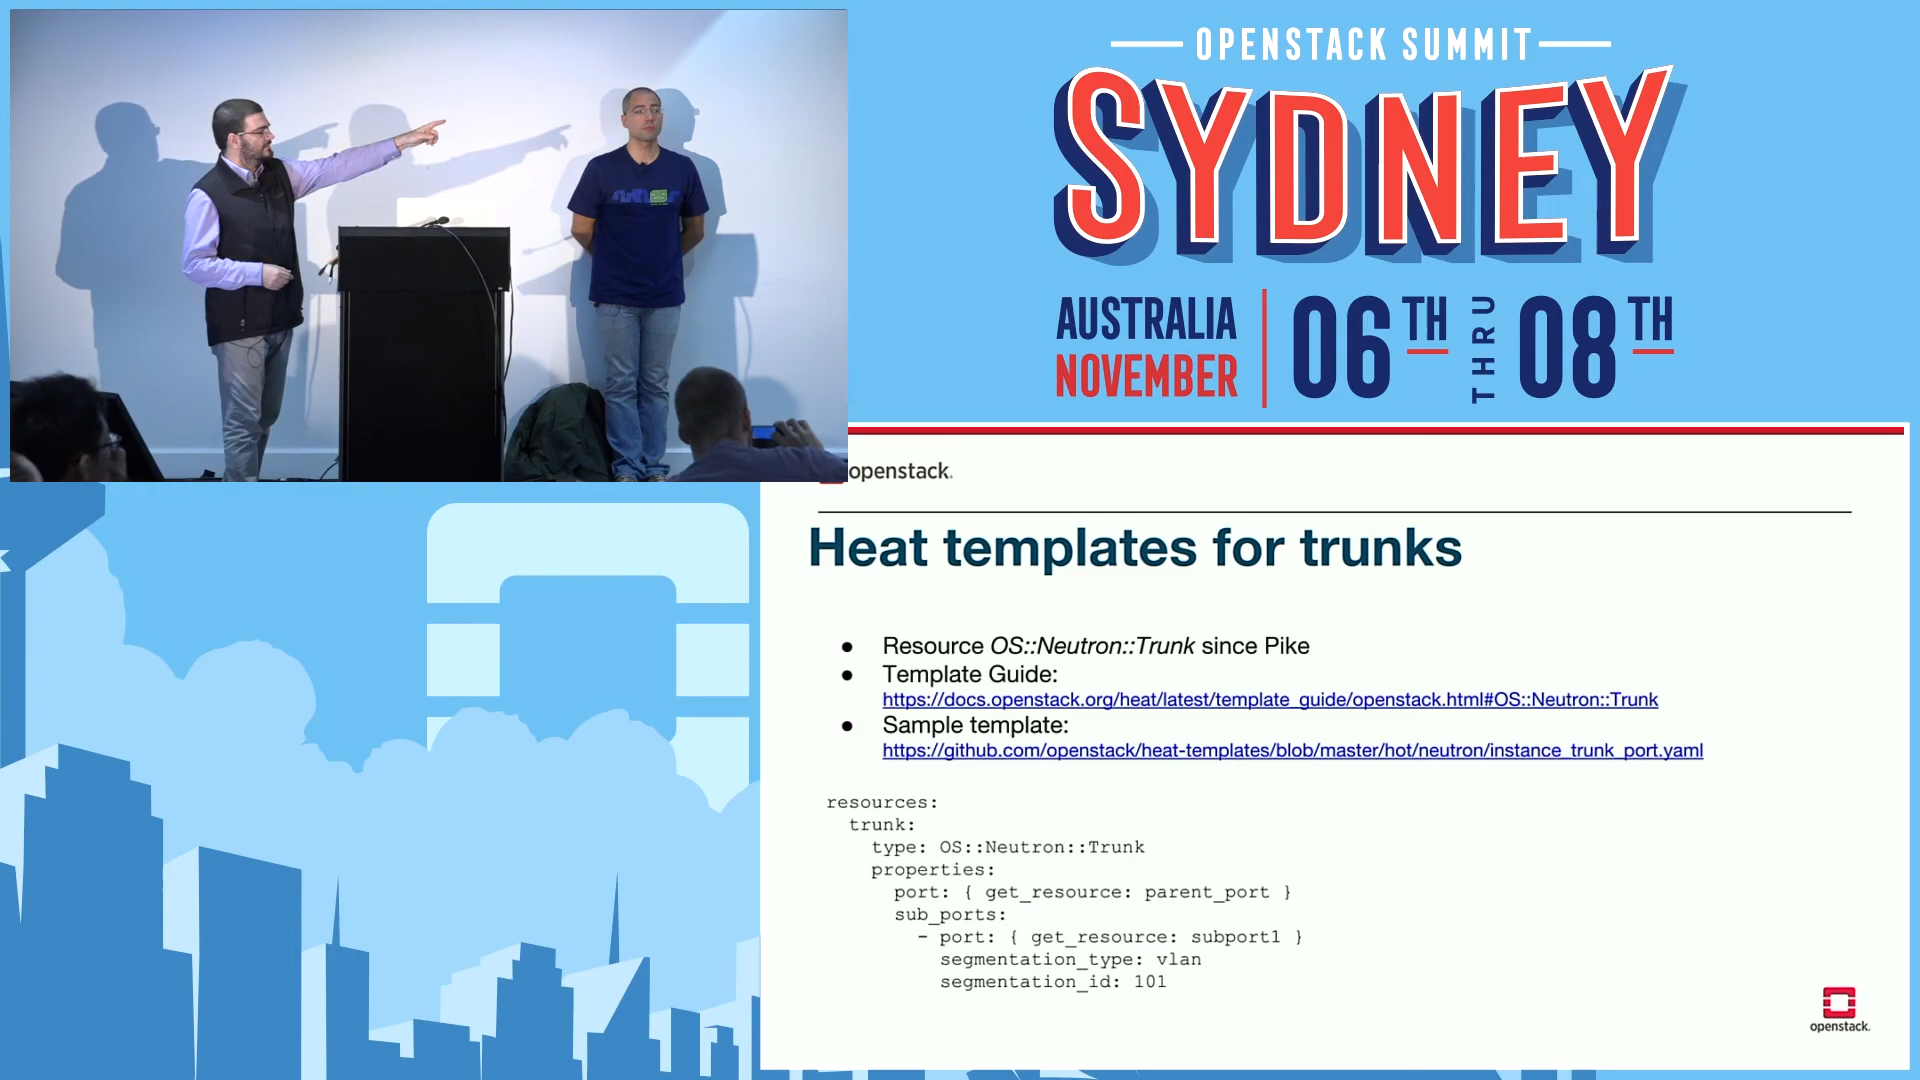 OPENSTACK SUMMIT
SYDNEY
AUSTRALIA
NOVEMBER
06TH THRU 08TH
openstack.
Heat templates for trunks
● Resource OS::Neutron::Trunk since Pike
● Template Guide:
https://docs.openstack.org/heat/latest/template_guide/openstack.html#OS::Neutron::Trunk
● Sample template:
https://github.com/openstack/heat-templates/blob/master/hot/neutron/instance_trunk_port.yaml
resources:
trunk:
type: OS::Neutron::Trunk
properties:
port: { get_resource: parent_port }
sub_ports:
- port: { get_resource: subport1 }
segmentation_type: vlan
segmentation_id: 101
openstack.